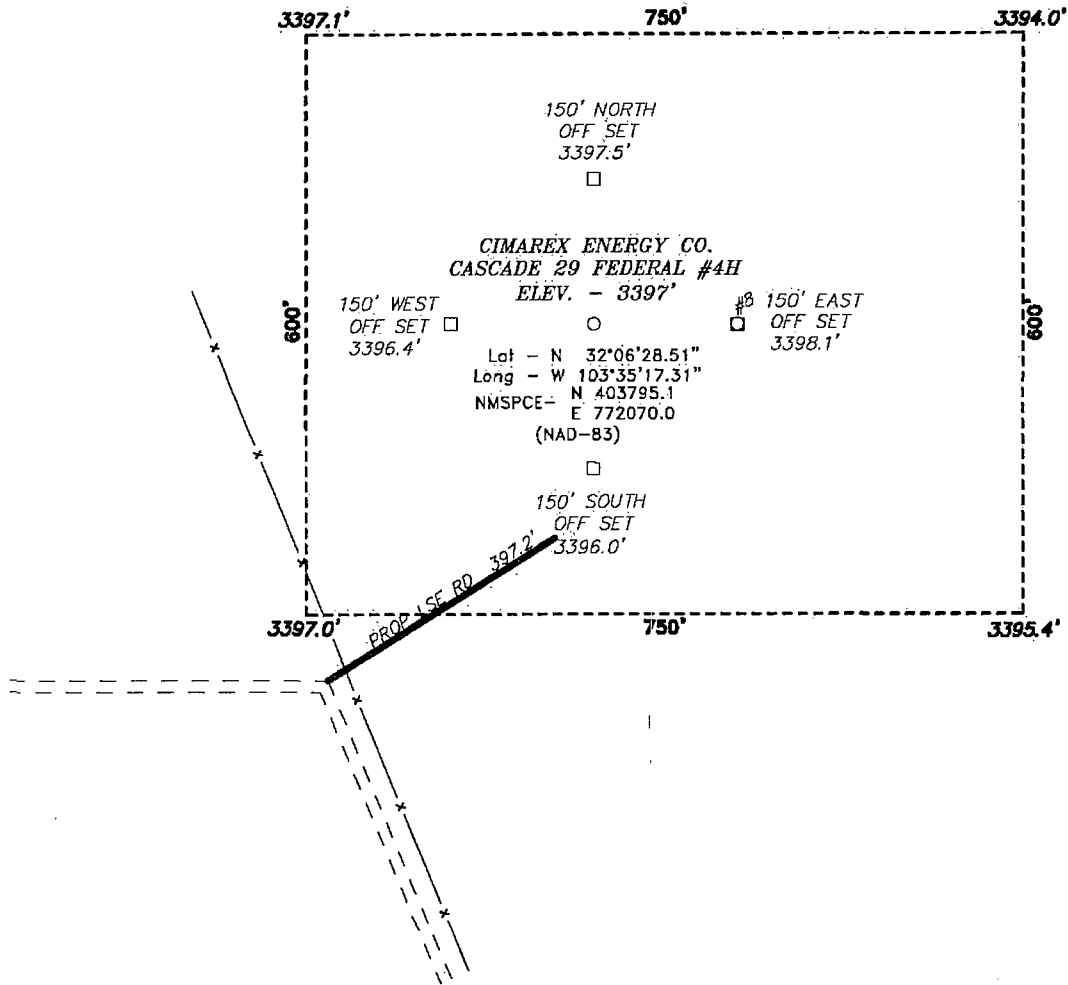 3397.1' 750' 3394.0'
150' NORTH
OFF SET
3397.5'
CIMAREX ENERGY CO.
CASCADE 29 FEDERAL #4H
ELEV. - 3397'
600'
150' WEST
OFF SET
3396.4'
#8 150' EAST
OFF SET
3398.1'
600'
Lat - N 32°06'28.51"
Long - W 103°35'17.31"
NMSPCE- N 403795.1
E 772070.0
(NAD-83)
150' SOUTH
OFF SET
3396.0'
PROP LSE RD 397.2'
3397.0' 750' 3395.4'